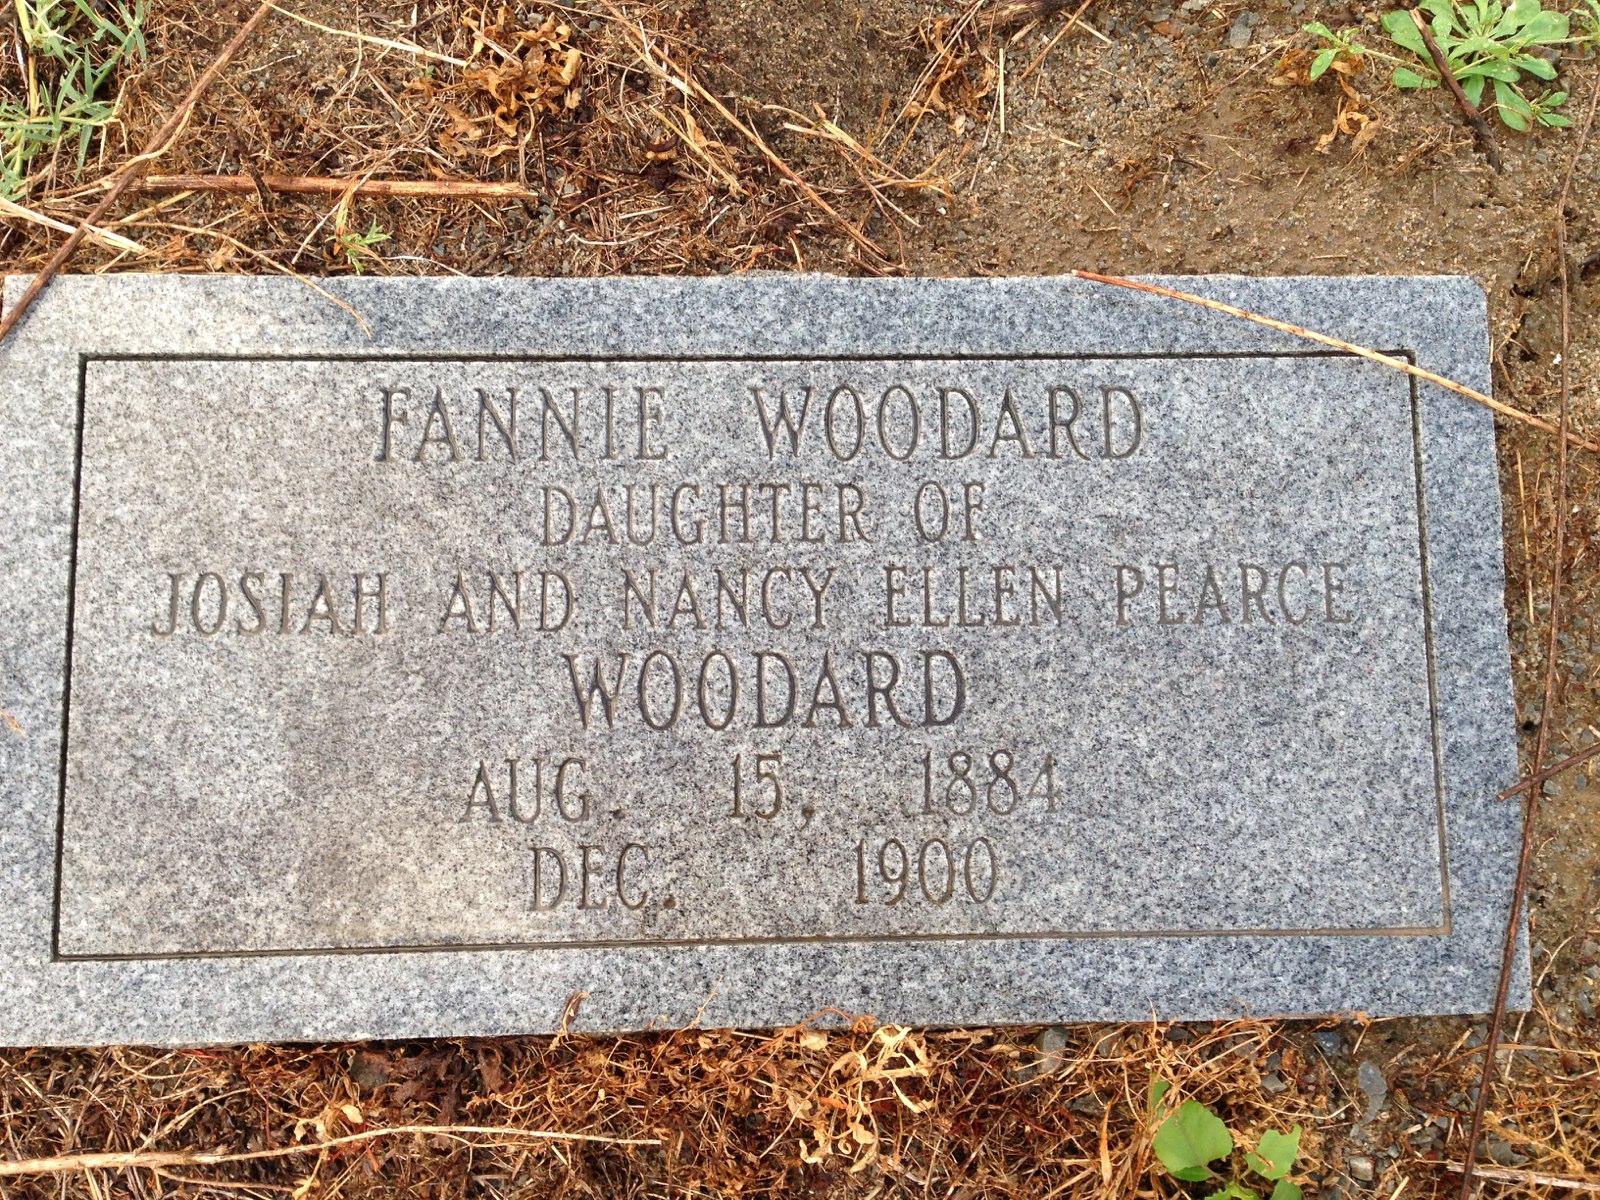 FANNIE WOODARD
DAUGHTER OF
JOSIAH AND NANCY ELLEN PEARCE
WOODARD
AUG. 15, 1884
DEC. 1900